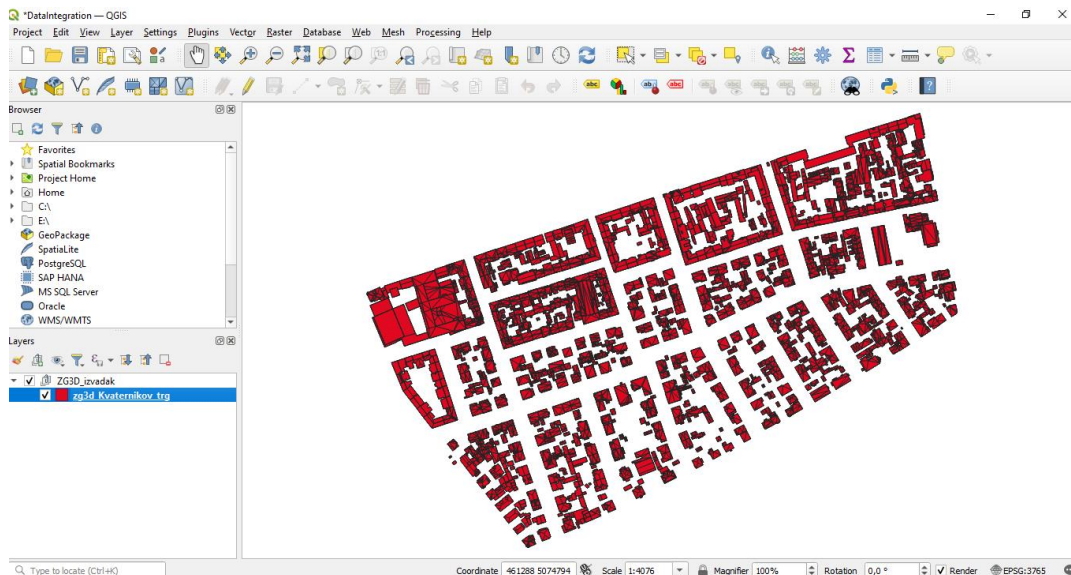 *DataIntegration — QGIS
Project Edit View Layer Settings Plugins Vector Raster Database Web Mesh Processing Help
Browser
Favorites
Spatial Bookmarks
Project Home
Home
C:\
E:\
GeoPackage
SpatiaLite
PostgreSQL
SAP HANA
MS SQL Server
Oracle
WMS/WMTS
Layers
ZG3D_izvadak
zg3d_Kvaternikov_trg
Type to locate (Ctrl+K) Coordinate 461288 5074794 Scale 1:4076 Magnifier 100% Rotation 0,0 ° Render EPSG:3765